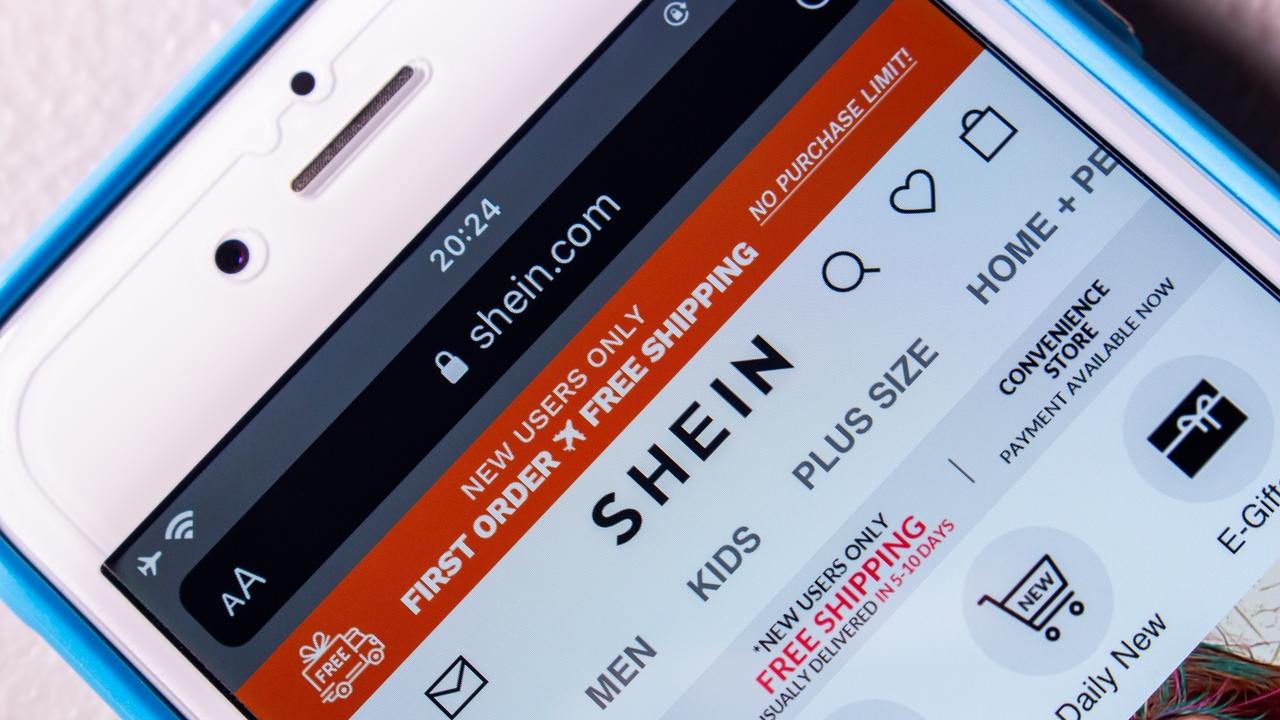 20:24
AA
shein.com
NEW USERS ONLY
FIRST ORDER FREE SHIPPING
NO PURCHASE LIMIT!
FREE
SHEIN
MEN
KIDS
PLUS SIZE
HOME + PE
*NEW USERS ONLY
FREE SHIPPING
USUALLY DELIVERED IN 5-10 DAYS
CONVENIENCE
STORE
PAYMENT AVAILABLE NOW
NEW
Daily New
E-Gift